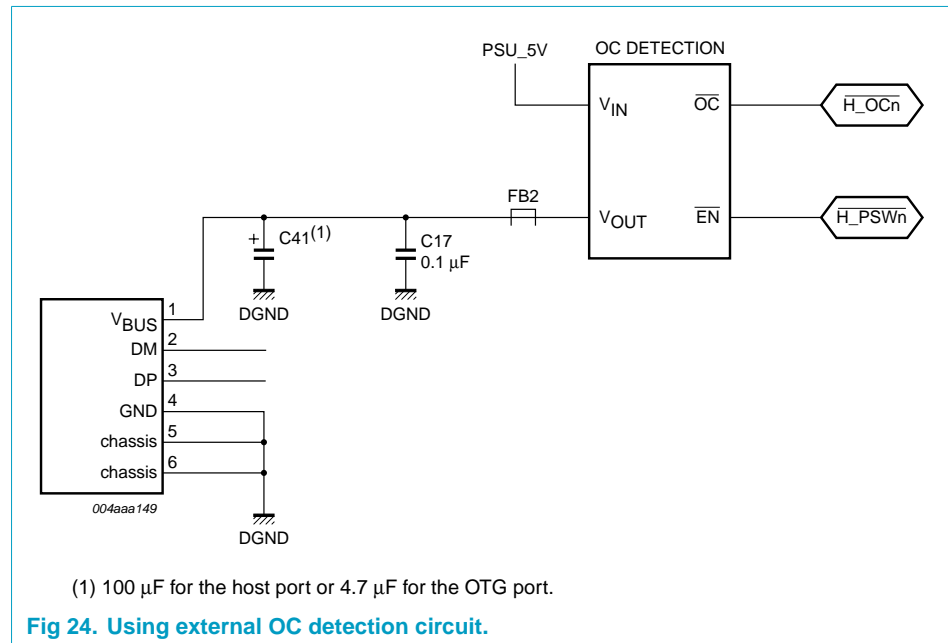 PSU_5V
OC DETECTION
VIN
OC
H_OCn
FB2
VOUT
EN
H_PSWn
+ C41(1)
C17
0.1 μF
DGND
DGND
VBUS
1
DM
2
DP
3
GND
4
chassis
5
chassis
6
004aaa149
DGND
(1) 100 μF for the host port or 4.7 μF for the OTG port.
Fig 24. Using external OC detection circuit.